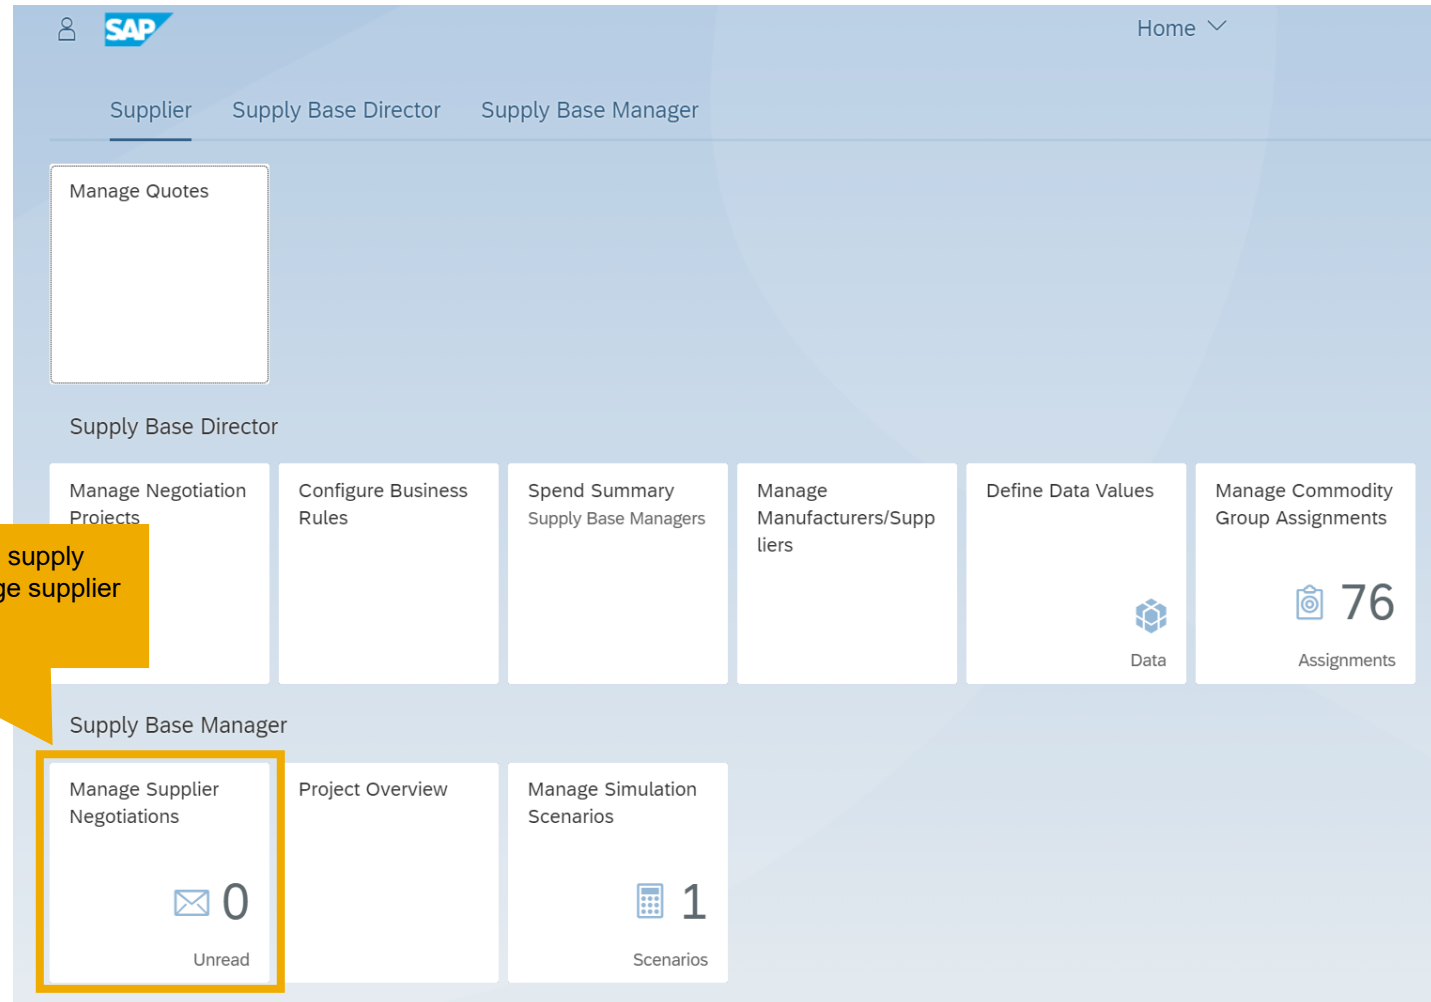 SAP
Home
Supplier Supply Base Director Supply Base Manager
Manage Quotes
Supply Base Director
Manage Negotiation
Projects
Configure Business
Rules
Spend Summary
Supply Base Managers
Manage
Manufacturers/Supp
liers
Define Data Values
Data
Manage Commodity
Group Assignments
76
Assignments
supply
supplier
Supply Base Manager
Manage Supplier
Negotiations
0
Unread
Project Overview
Manage Simulation
Scenarios
1
Scenarios